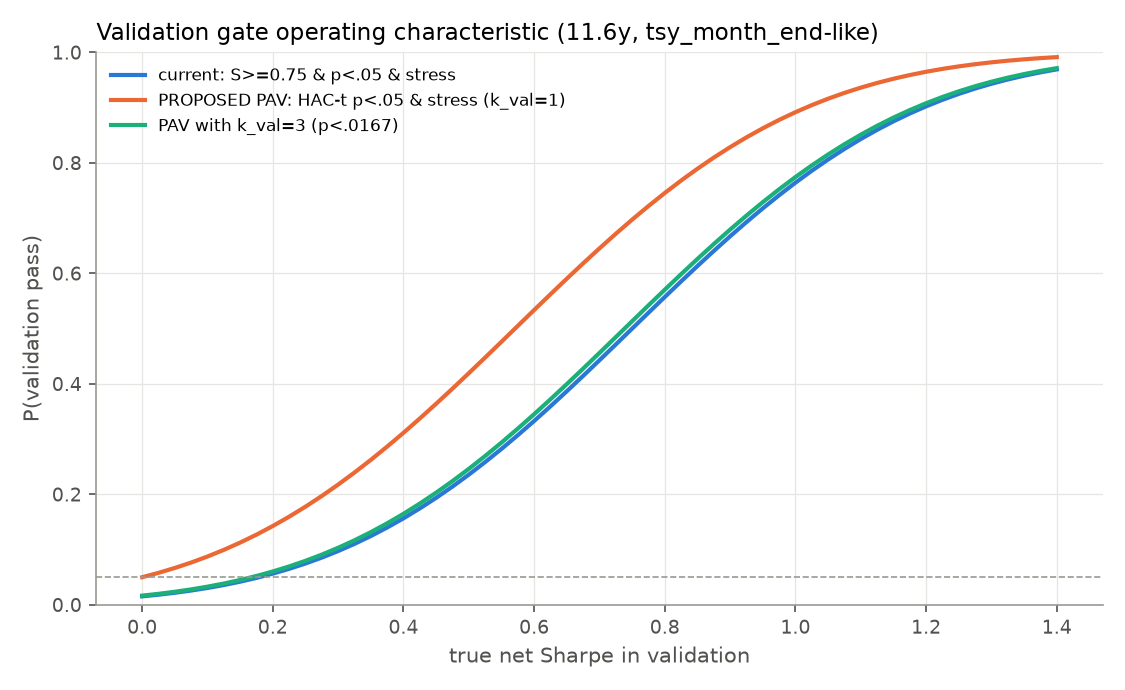 Validation gate operating characteristic (11.6y, tsy_month_end-like)
current: S>=0.75 & p<.05 & stress
PROPOSED PAV: HAC-t p<.05 & stress (k_val=1)
PAV with k_val=3 (p<.0167)
P(validation pass)
1.0
0.8
0.6
0.4
0.2
0.0
0.0 0.2 0.4 0.6 0.8 1.0 1.2 1.4
true net Sharpe in validation